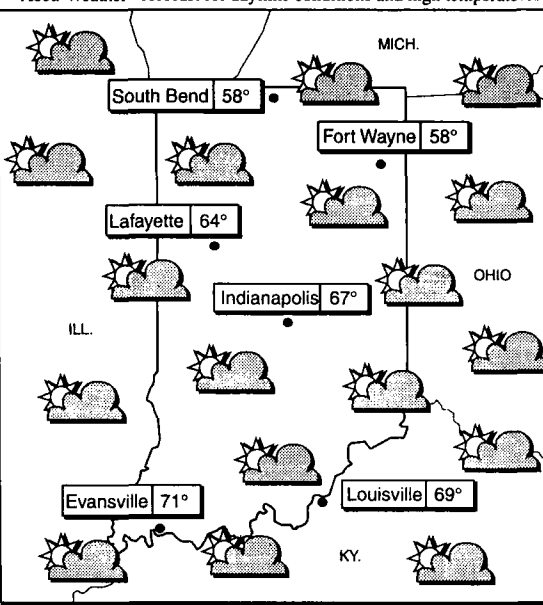 MICH.
South Bend 58°
Fort Wayne 58°
Lafayette 64°
OHIO
Indianapolis 67°
ILL.
Evansville 71°
Louisville 69°
KY.